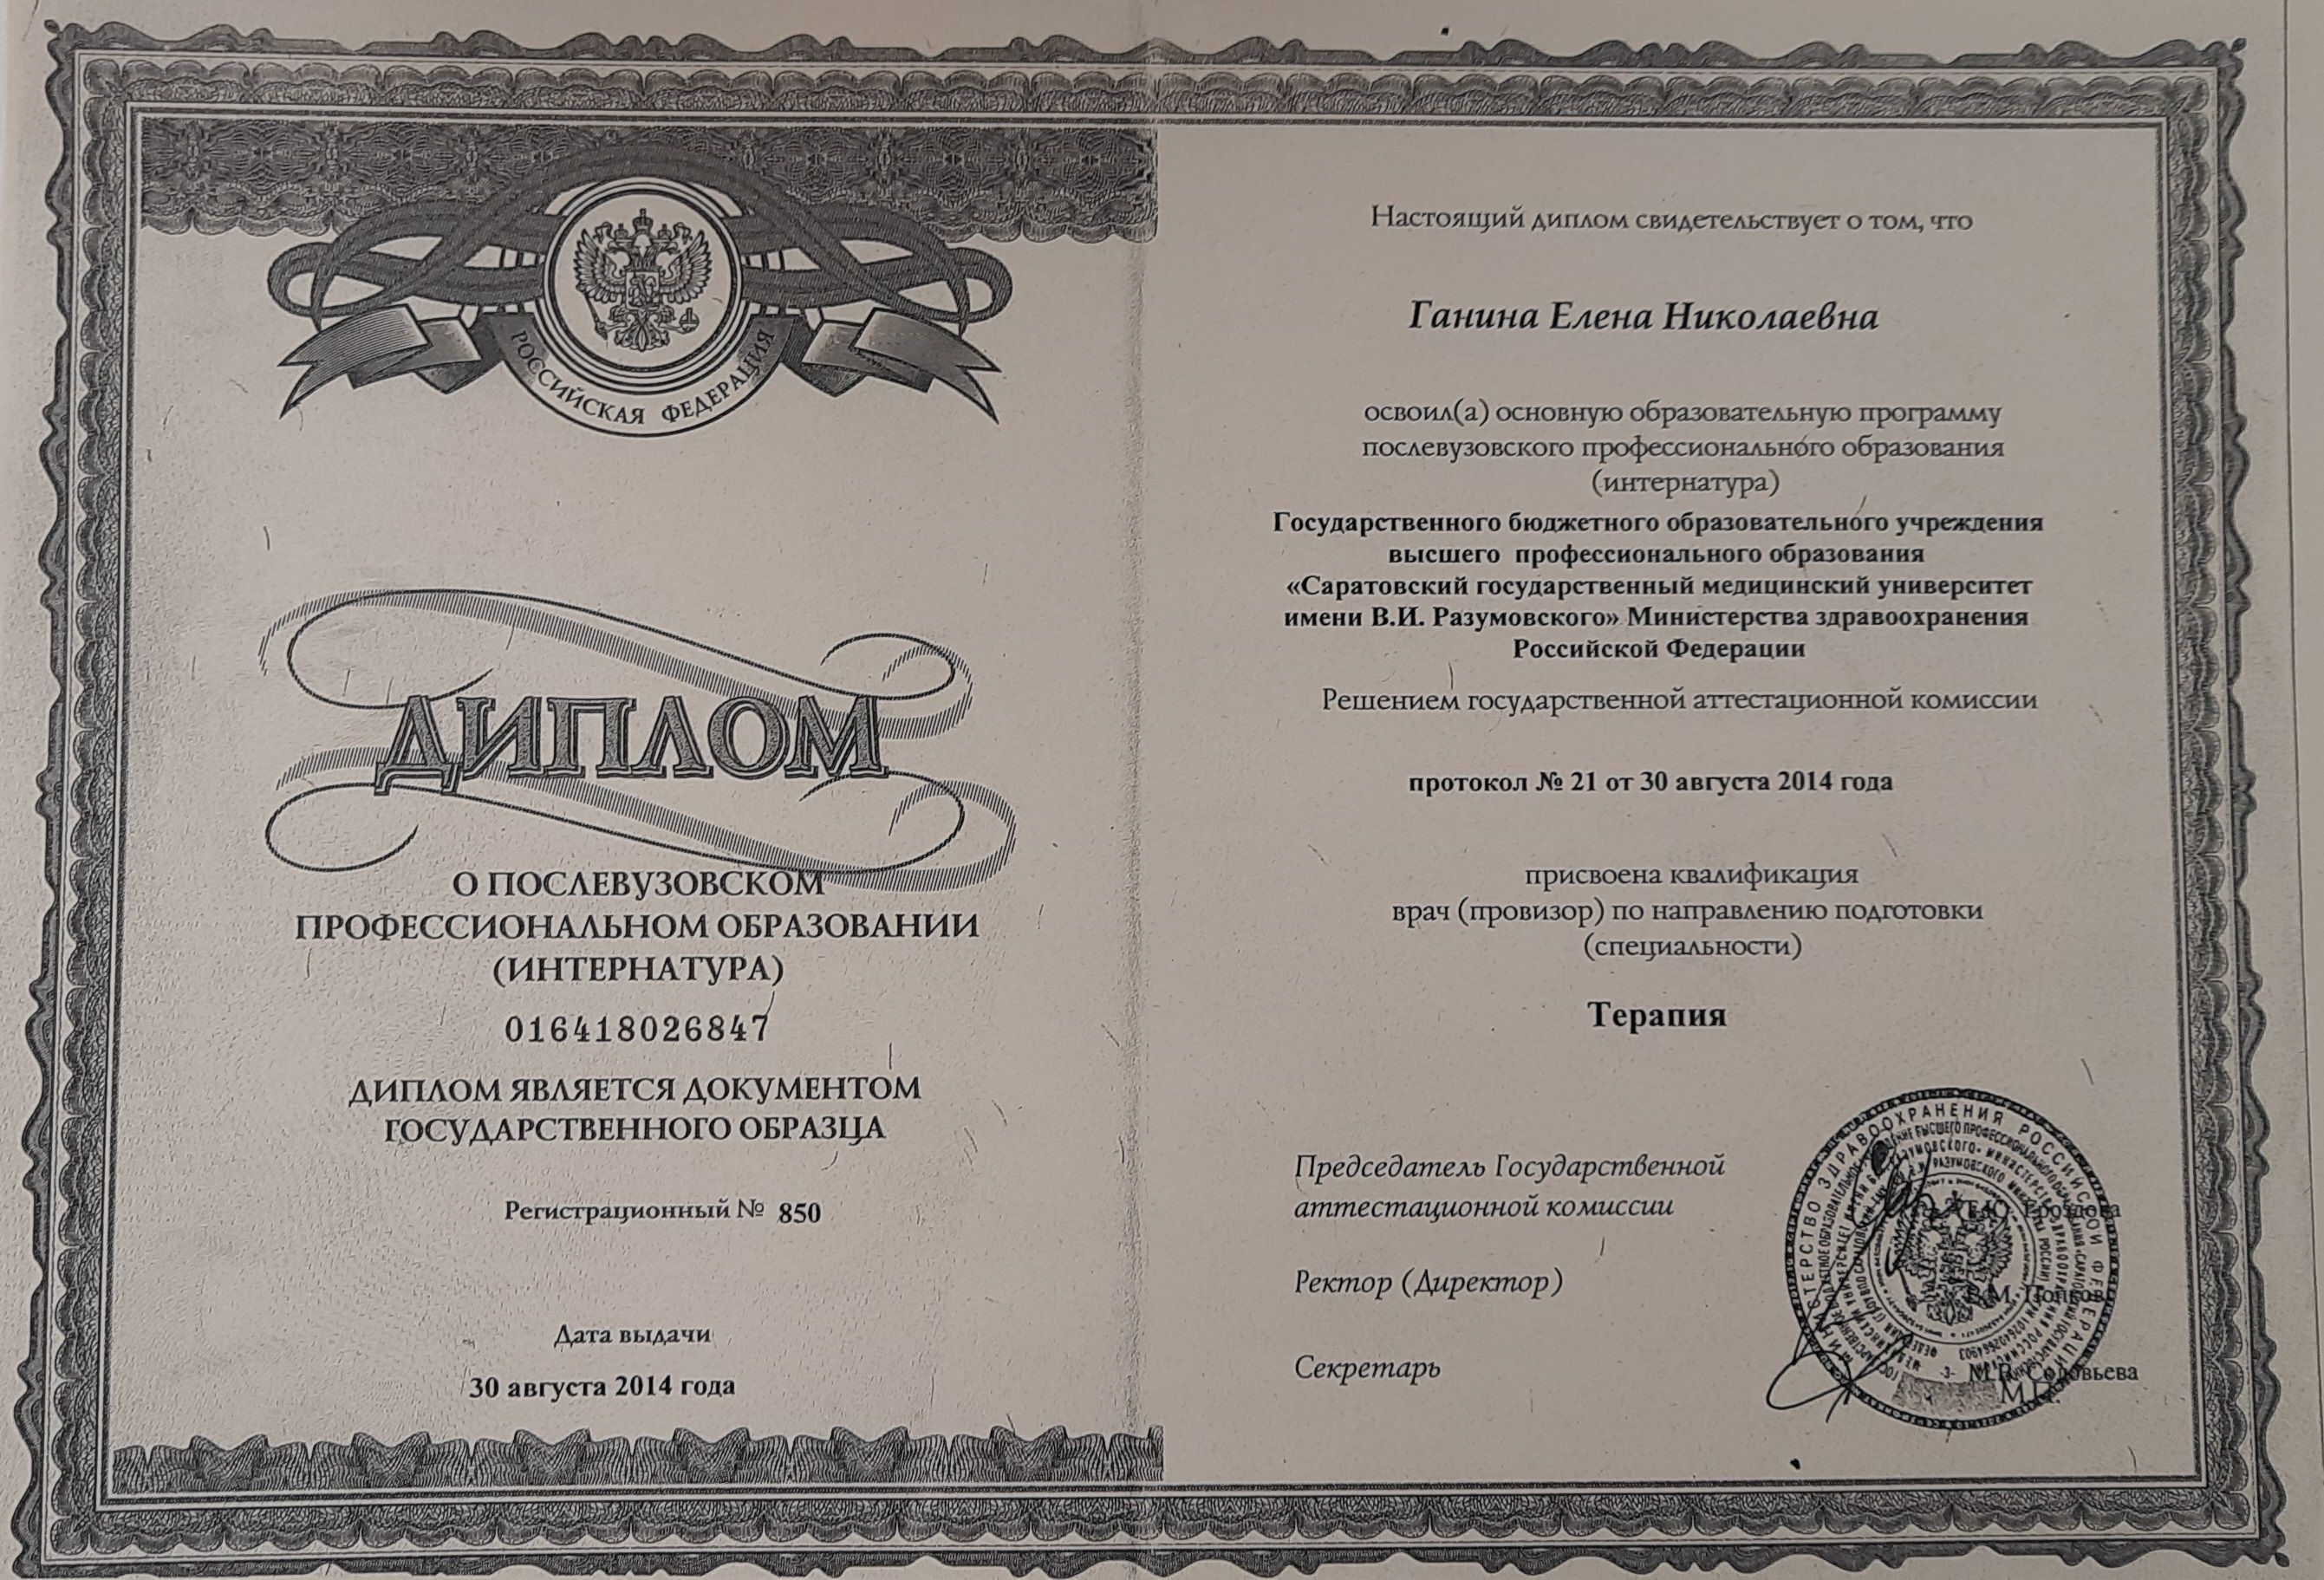 РОССИЙСКАЯ ФЕДЕРАЦИЯ
ДИПЛОМ
О ПОСЛЕВУЗОВСКОМ
ПРОФЕССИОНАЛЬНОМ ОБРАЗОВАНИИ
(ИНТЕРНАТУРА)
016418026847
ДИПЛОМ ЯВЛЯЕТСЯ ДОКУМЕНТОМ
ГОСУДАРСТВЕННОГО ОБРАЗЦА
Регистрационный № 850
Дата выдачи
30 августа 2014 года
Настоящий диплом свидетельствует о том, что
Ганина Елена Николаевна
освоил(а) основную образовательную программу
послевузовского профессионального образования
(интернатура)
Государственного бюджетного образовательного учреждения
высшего профессионального образования
«Саратовский государственный медицинский университет
имени В.И. Разумовского» Министерства здравоохранения
Российской Федерации
Решением государственной аттестационной комиссии
протокол № 21 от 30 августа 2014 года
присвоена квалификация
врач (провизор) по направлению подготовки
(специальности)
Терапия
Председатель Государственной
аттестационной комиссии
Ректор (Директор)
В.М. Попков
Секретарь
Соловьева
М.П.